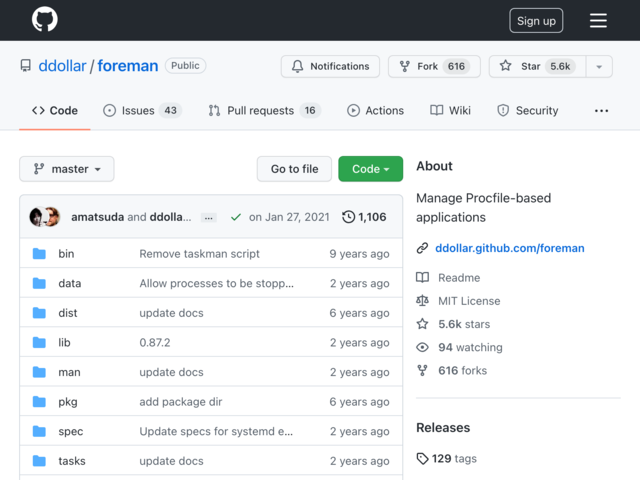 Sign up
ddollar / foreman Public
Notifications Fork 616 Star 5.6k
Code Issues 43 Pull requests 16 Actions Wiki Security ...
master Go to file Code
amatsuda and ddolla... ... on Jan 27, 2021 1,106
bin Remove taskman script 9 years ago
data Allow processes to be stopp... 2 years ago
dist update docs 6 years ago
lib 0.87.2 2 years ago
man update docs 2 years ago
pkg add package dir 6 years ago
spec Update specs for systemd e... 2 years ago
tasks update docs 2 years ago
About
Manage Procfile-based
applications
ddollar.github.com/foreman
Readme
MIT License
5.6k stars
94 watching
616 forks
Releases
129 tags